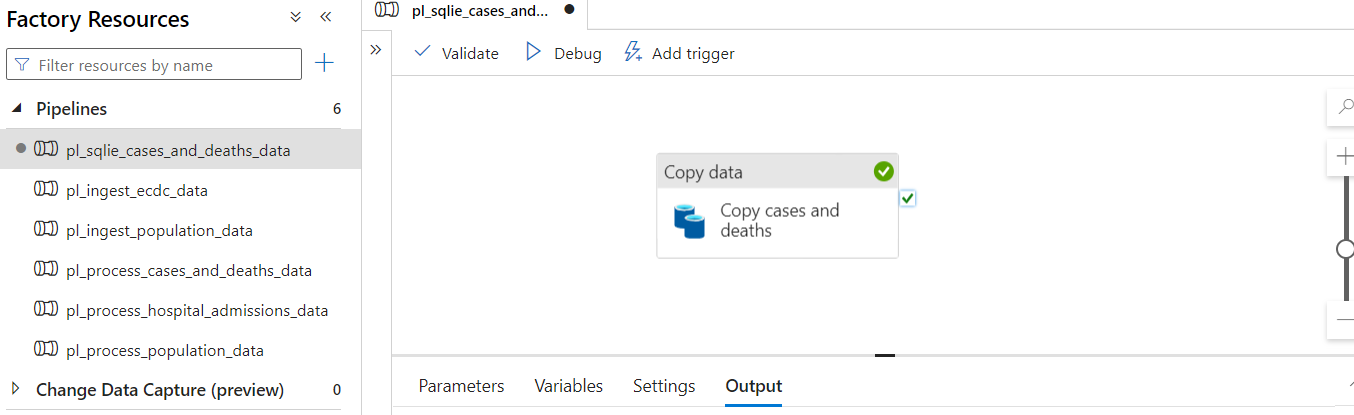 Factory Resources
Filter resources by name
Pipelines 6
pl_sqlie_cases_and_deaths_data
pl_ingest_ecdc_data
pl_ingest_population_data
pl_process_cases_and_deaths_data
pl_process_hospital_admissions_data
pl_process_population_data
Change Data Capture (preview) 0
pl_sqlie_cases_and...
Validate Debug Add trigger
Copy data
Copy cases and
deaths
Parameters Variables Settings Output